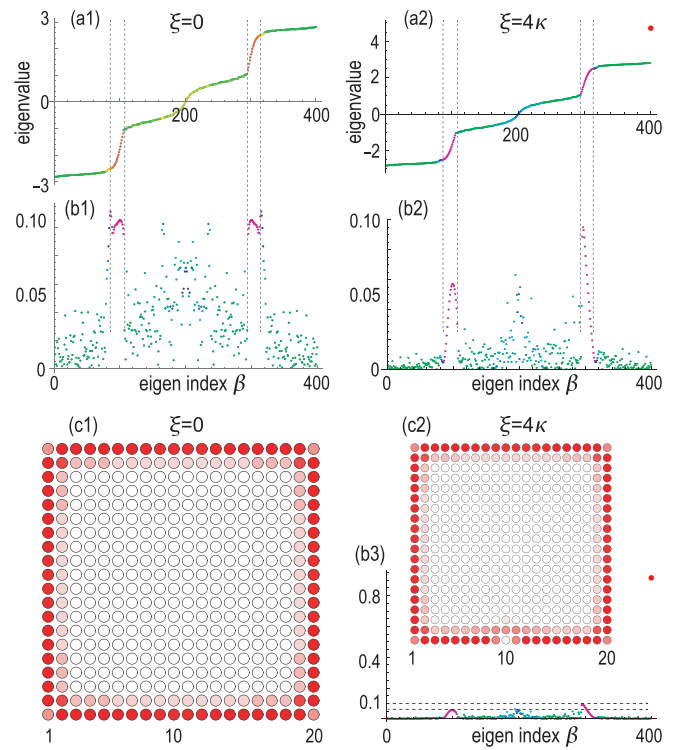 (a1) ξ=0
3
0
−3
200
400
eigenvalue
(a2) ξ=4κ
4
2
0
−2
200
400
eigenvalue
(b1)
0.10
0.05
0
0
eigen index β
400
(b2)
0.10
0.05
0
0
eigen index β
400
(c1) ξ=0
1
10
20
(c2) ξ=4κ
1
10
20
(b3)
0.8
0.4
0.1
0
eigen index β
400